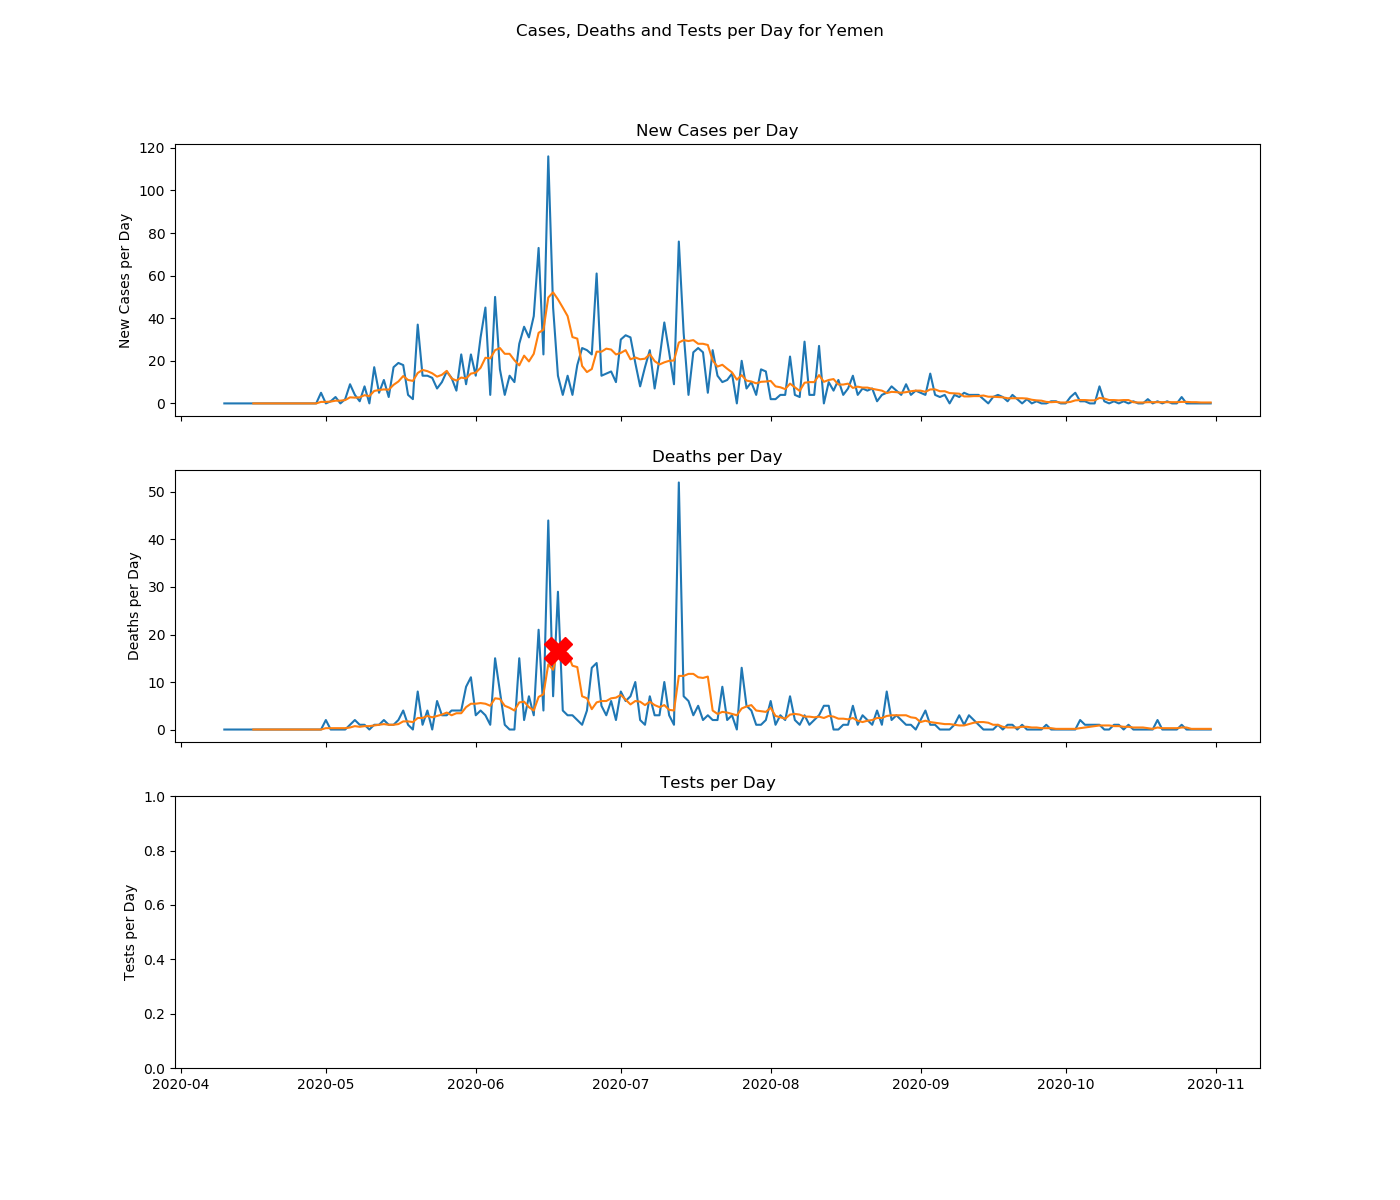 Cases, Deaths and Tests per Day for Yemen
New Cases per Day
120
100
80
60
40
20
0
New Cases per Day
Deaths per Day
50
40
30
20
10
0
Deaths per Day
Tests per Day
1.0
0.8
0.6
0.4
0.2
0.0
Tests per Day
2020-04 2020-05 2020-06 2020-07 2020-08 2020-09 2020-10 2020-11